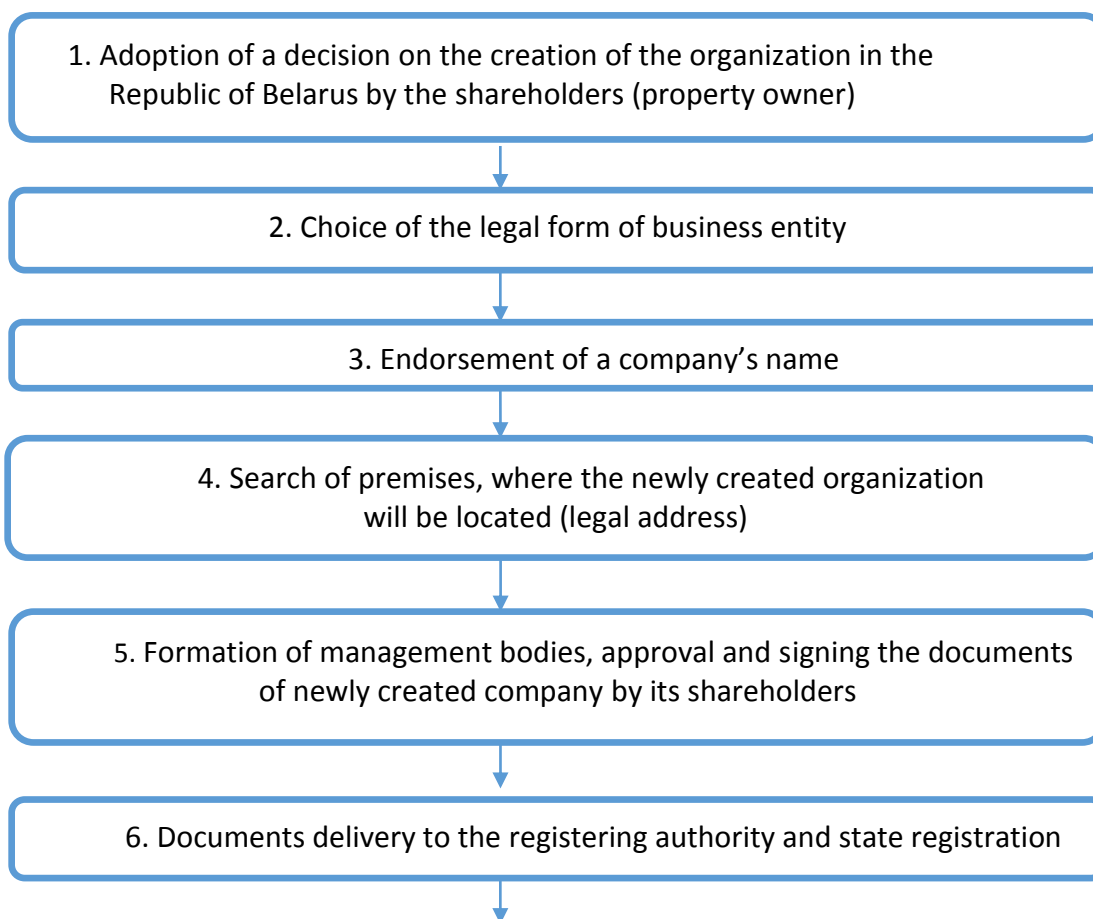 1. Adoption of a decision on the creation of the organization in the
Republic of Belarus by the shareholders (property owner)
2. Choice of the legal form of business entity
3. Endorsement of a company’s name
4. Search of premises, where the newly created organization
will be located (legal address)
5. Formation of management bodies, approval and signing the documents
of newly created company by its shareholders
6. Documents delivery to the registering authority and state registration